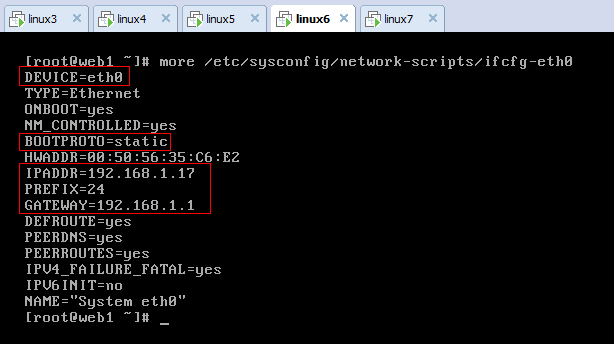 linux3 linux4 linux5 linux6 linux7
[root@web1 ~]# more /etc/sysconfig/network-scripts/ifcfg-eth0
DEVICE=eth0
TYPE=Ethernet
ONBOOT=yes
NM_CONTROLLED=yes
BOOTPROTO=static
HWADDR=00:50:56:35:C6:E2
IPADDR=192.168.1.17
PREFIX=24
GATEWAY=192.168.1.1
DEFROUTE=yes
PEERDNS=yes
PEERROUTES=yes
IPV4_FAILURE_FATAL=yes
IPV6INIT=no
NAME="System eth0"
[root@web1 ~]# _